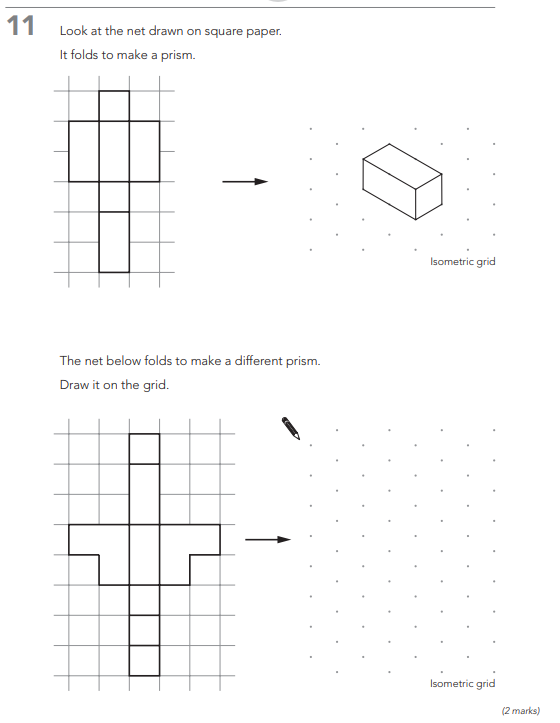 11
Look at the net drawn on square paper.
It folds to make a prism.
Isometric grid
The net below folds to make a different prism.
Draw it on the grid.
Isometric grid
(2 marks)